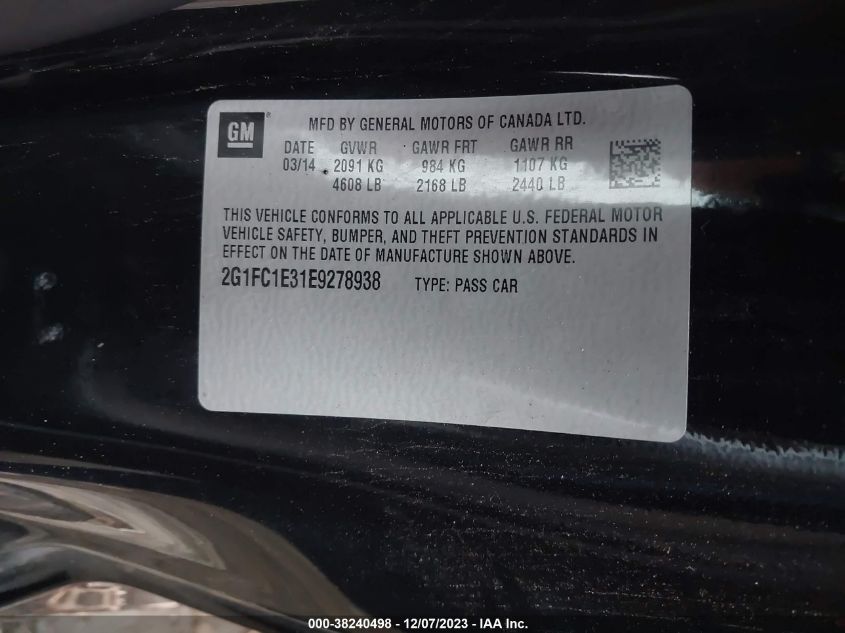 GM®
MFD BY GENERAL MOTORS OF CANADA LTD.
DATE GVWR GAWR FRT GAWR RR
03/14 2091 KG 984 KG 1107 KG
4608 LB 2168 LB 2440 LB
THIS VEHICLE CONFORMS TO ALL APPLICABLE U.S. FEDERAL MOTOR
VEHICLE SAFETY, BUMPER, AND THEFT PREVENTION STANDARDS IN
EFFECT ON THE DATE OF MANUFACTURE SHOWN ABOVE.
2G1FC1E31E9278938 TYPE: PASS CAR
000-38240498 - 12/07/2023 - IAA Inc.